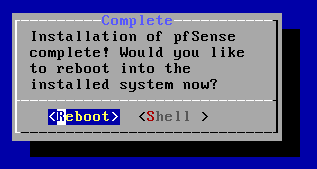 Complete
Installation of pfSense
complete! Would you like
to reboot into the
installed system now?
<Reboot> <Shell >